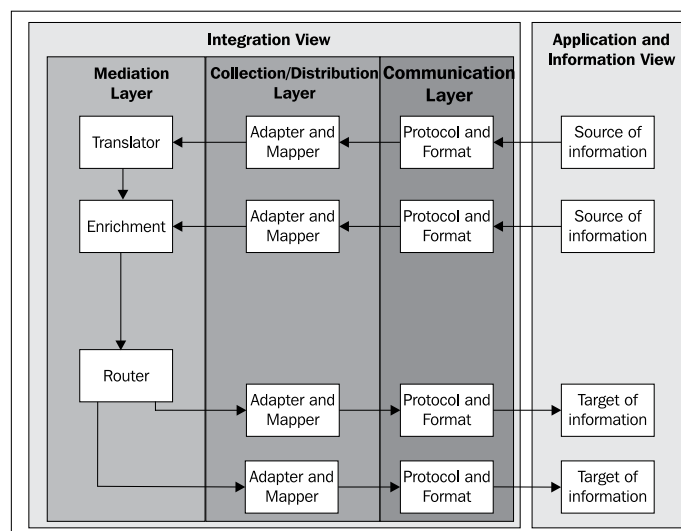 Integration View
Application and
Information View
Mediation
Layer
Collection/Distribution
Layer
Communication
Layer
Translator
Adapter and
Mapper
Protocol and
Format
Source of
information
Enrichment
Adapter and
Mapper
Protocol and
Format
Source of
information
Router
Adapter and
Mapper
Protocol and
Format
Target of
information
Adapter and
Mapper
Protocol and
Format
Target of
information